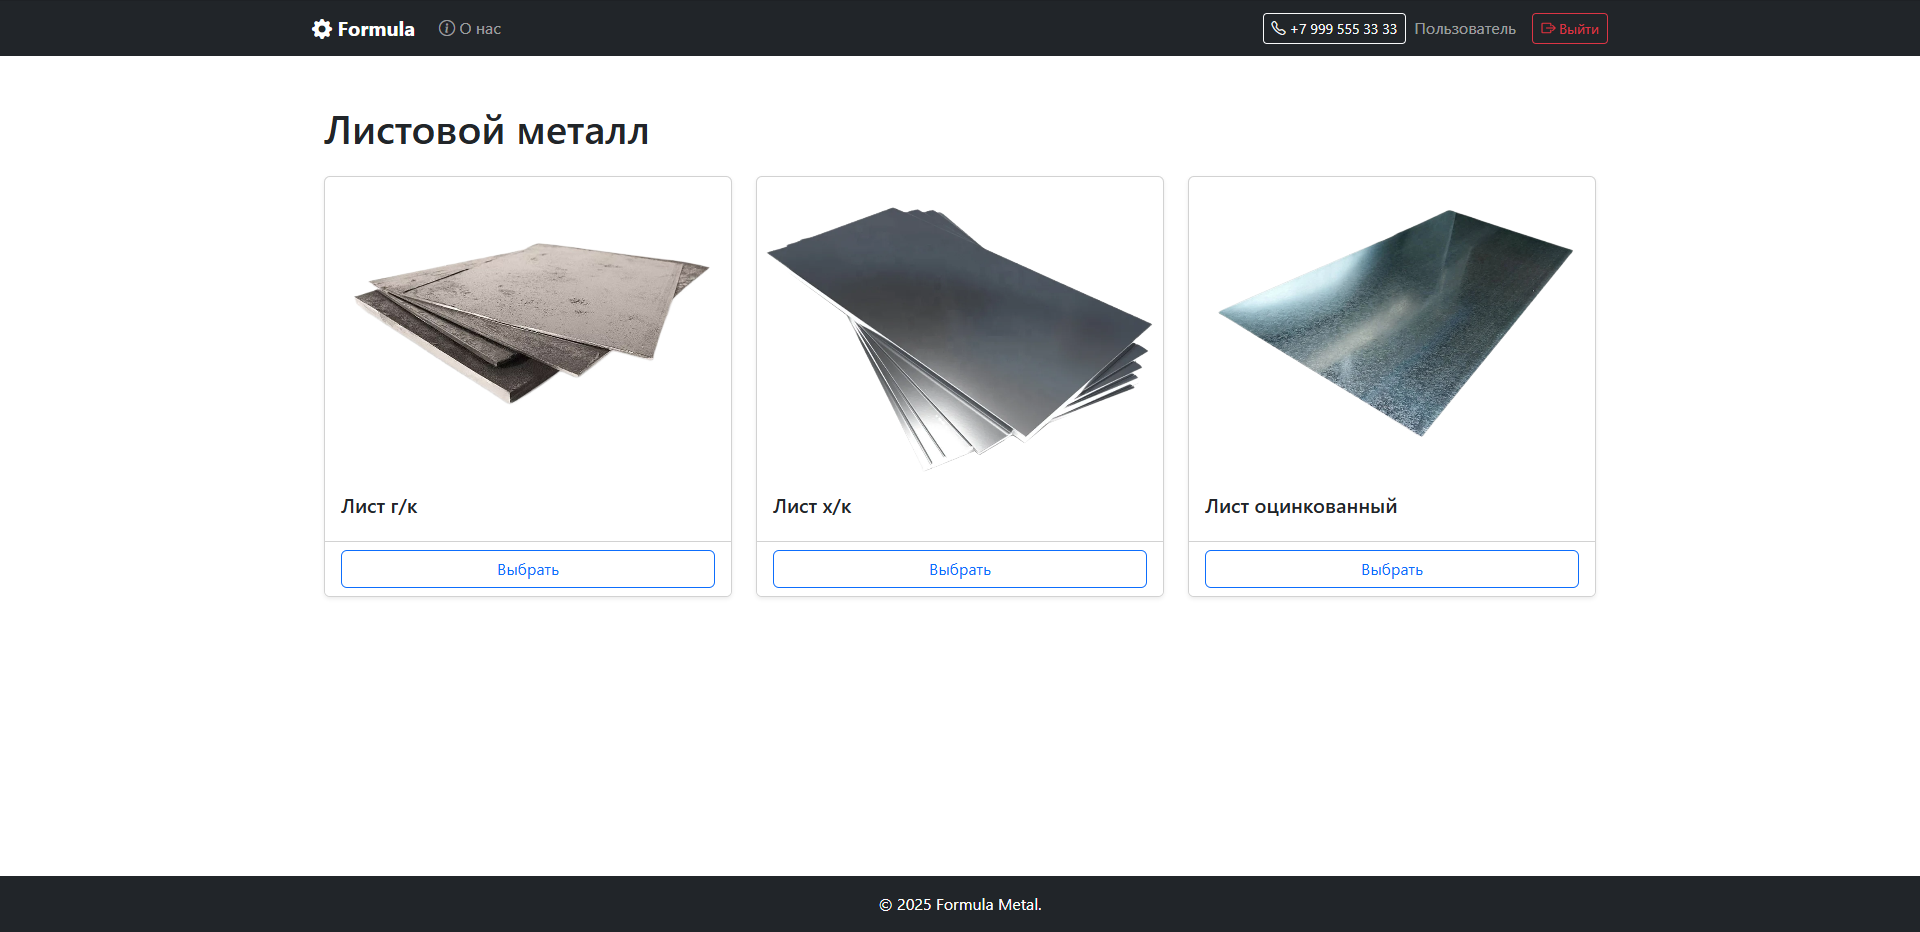 Formula
О нас
+7 999 555 33 33
Пользователь
Выйти
Листовой металл
Лист г/к
Лист х/к
Лист оцинкованный
Выбрать
Выбрать
Выбрать
© 2025 Formula Metal.